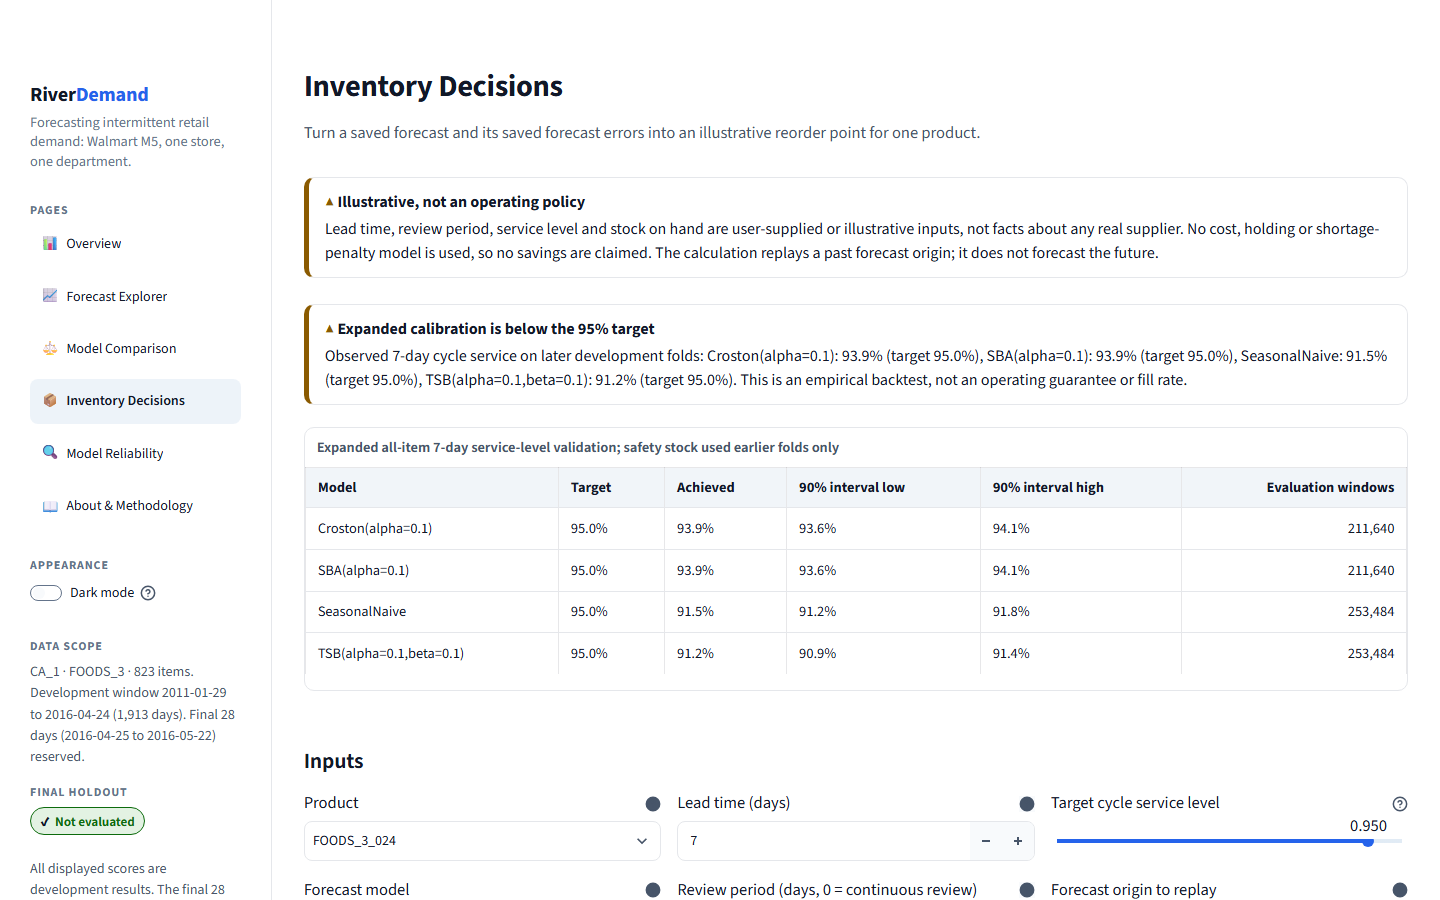 RiverDemand
Forecasting intermittent retail
demand: Walmart M5, one store,
one department.
PAGES
Overview
Forecast Explorer
Model Comparison
Inventory Decisions
Model Reliability
About & Methodology
APPEARANCE
Dark mode
DATA SCOPE
CA_1 · FOODS_3 · 823 items.
Development window 2011-01-29
to 2016-04-24 (1,913 days). Final 28
days (2016-04-25 to 2016-05-22)
reserved.
FINAL HOLDOUT
✓ Not evaluated
All displayed scores are
development results. The final 28
Inventory Decisions
Turn a saved forecast and its saved forecast errors into an illustrative reorder point for one product.
▲ Illustrative, not an operating policy
Lead time, review period, service level and stock on hand are user-supplied or illustrative inputs, not facts about any real supplier. No cost, holding or shortage-
penalty model is used, so no savings are claimed. The calculation replays a past forecast origin; it does not forecast the future.
▲ Expanded calibration is below the 95% target
Observed 7-day cycle service on later development folds: Croston(alpha=0.1): 93.9% (target 95.0%), SBA(alpha=0.1): 93.9% (target 95.0%), SeasonalNaive: 91.5%
(target 95.0%), TSB(alpha=0.1,beta=0.1): 91.2% (target 95.0%). This is an empirical backtest, not an operating guarantee or fill rate.
Expanded all-item 7-day service-level validation; safety stock used earlier folds only
Model Target Achieved 90% interval low 90% interval high Evaluation windows
Croston(alpha=0.1) 95.0% 93.9% 93.6% 94.1% 211,640
SBA(alpha=0.1) 95.0% 93.9% 93.6% 94.1% 211,640
SeasonalNaive 95.0% 91.5% 91.2% 91.8% 253,484
TSB(alpha=0.1,beta=0.1) 95.0% 91.2% 90.9% 91.4% 253,484
Inputs
Product
FOODS_3_024
Lead time (days)
7
Target cycle service level
0.950
Forecast model
Review period (days, 0 = continuous review)
Forecast origin to replay